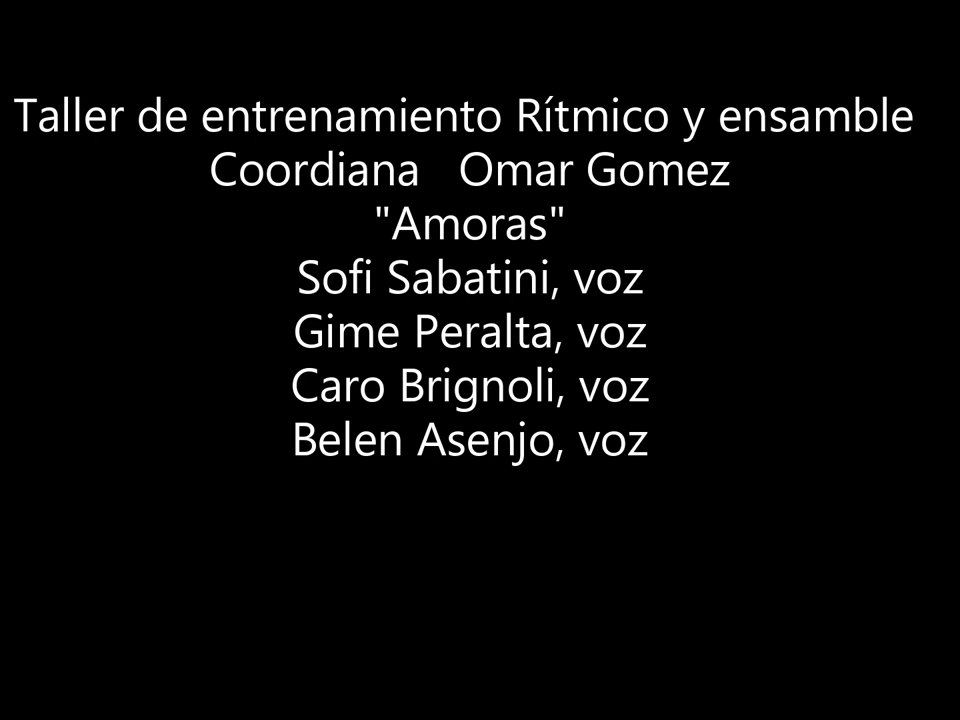 Taller de entrenamiento Rítmico y ensamble
Coordiana Omar Gomez
"Amoras"
Sofi Sabatini, voz
Gime Peralta, voz
Caro Brignoli, voz
Belen Asenjo, voz